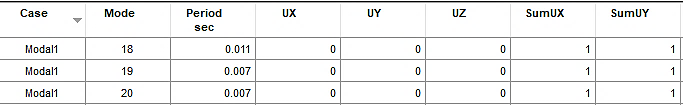 Case Mode Period sec UX UY UZ SumUX SumUY
Modal1 18 0.011 0 0 0 1 1
Modal1 19 0.007 0 0 0 1 1
Modal1 20 0.007 0 0 0 1 1